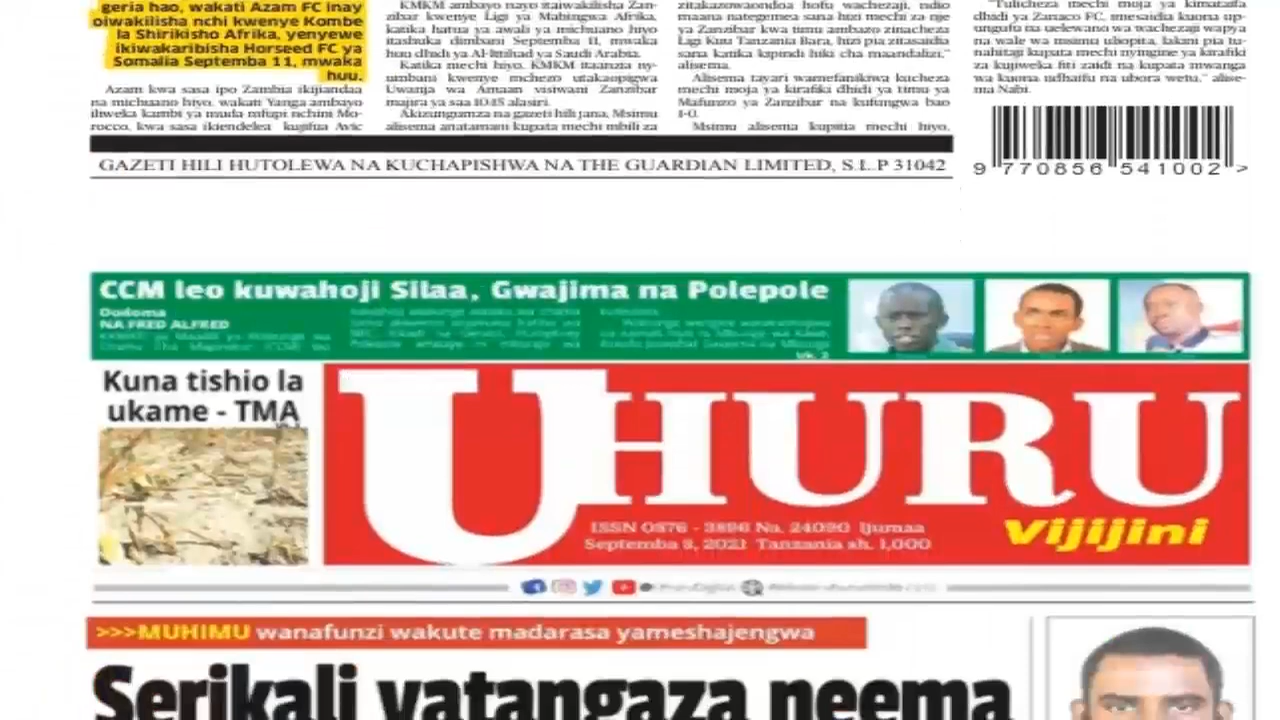 geria hao, wakati Azam FC inay
oiwakilisha nchi kwenye Kombe
la Shirikisho Afrika, yenyewe
ikiwakaribisha Horseed FC ya
Somalia Septemba 11, mwaka
huu.
Azam kwa sasa ipo Zambia ikijiandaa
na michuano hiyo, wakati Yanga ambayo
iliweka kambi ya muda mfupi nchini Mo-
rocco, kwa sasa ikiendelea kujifua Avic
KMKM ambayo nayo itaiwakilisha Zan-
zibar kwenye Ligi ya Mabingwa Afrika,
katika hatua ya awali ya michuano hiyo
itashuka dimbani Septemba 11, mwaka
huu dhidi ya Al-Ittihad ya Saudi Arabia.
Katika mechi hiyo, KMKM itaanzia ny-
umbani kwenye mchezo utakaopigwa
Uwanja wa Amaan visiwani Zanzibar
majira ya saa 10:15 alasiri.
Akizungumza na gazeti hili jana, Msimu
alisema anatamani kupata mechi mbili za
zitakazowaondoa hofu wachezaji, ndio
maana nategemea sana hizi mechi za nje
ya Zanzibar kwa timu ambazo zinacheza
Ligi Kuu Tanzania Bara, hizi pia zitasaidia
sana katika kipindi hiki cha maandalizi,"
alisema.
Alisema tayari wamefanikiwa kucheza
mechi moja ya kirafiki dhidi ya timu ya
Mafunzo ya Zanzibar na kufungwa bao
1-0.
Msimu alisema kupitia mechi hiyo,
"Tulicheza mechi moja ya kimataifa
dhidi ya Zanaco FC, imesaidia kuona up-
ungufu na uelewano wa wachezaji wapya
na wale wa msimu uliopita, lakini pia tu-
nahitaji kupata mechi nyingine ya kirafiki
za kujiweka fiti zaidi na kupata mwanga
wa kuona udhaifu na ubora wetu," alise-
ma Nabi.
GAZETI HILI HUTOLEWA NA KUCHAPISHWA NA THE GUARDIAN LIMITED, S.L.P 31042
9 770856 541002 >
CCM leo kuwahoji Silaa, Gwajima na Polepole
Dodoma
NA FRED ALFRED
Uk. 2
Kuna tishio la
ukame - TMA
UHURU
ISSN 0876 - 3896 Na. 24090 Ijumaa
Septemba 3, 2021 Tanzania sh. 1,000
Vijijini
>>>MUHIMU wanafunzi wakute madarasa yameshajengwa
Serikali yatangaza neema